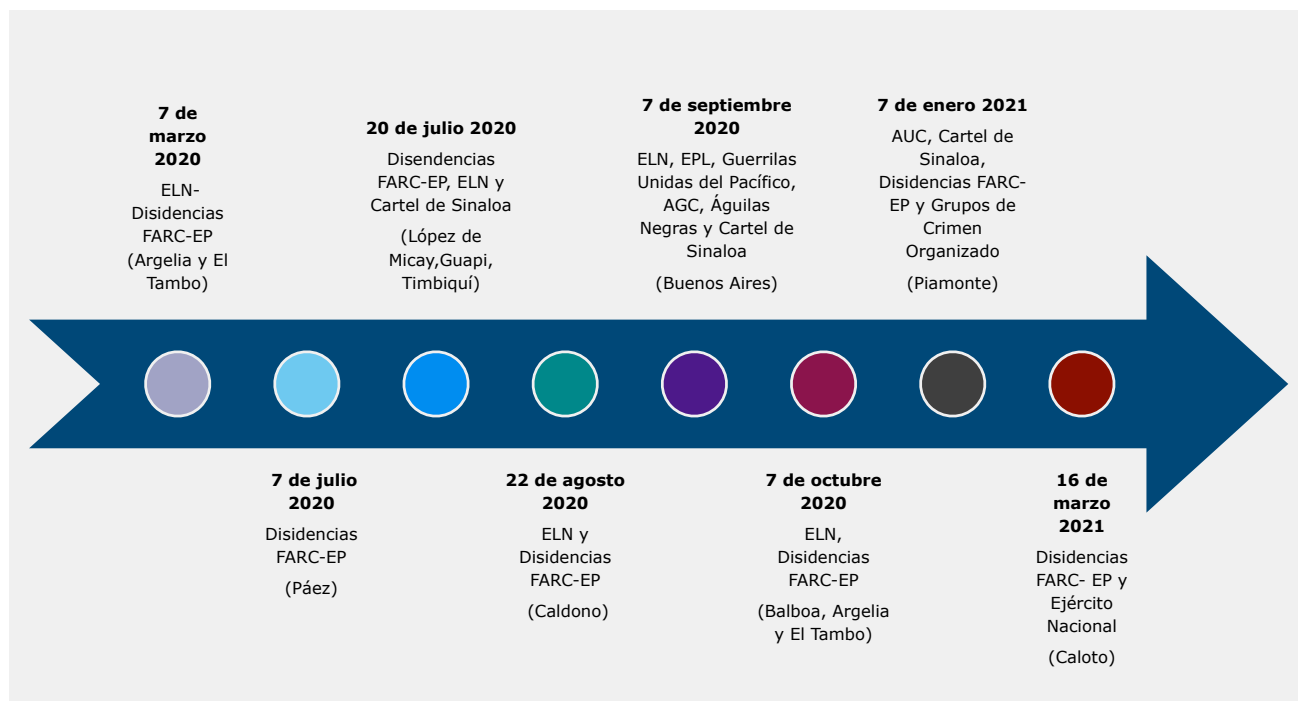 7 de
marzo
2020
ELN-
Disidencias
FARC-EP
(Argelia y El
Tambo)
7 de julio
2020
Disidencias
FARC-EP
(Páez)
20 de julio 2020
Disendencias
FARC-EP, ELN y
Cartel de Sinaloa
(López de
Micay,Guapi,
Timbiquí)
22 de agosto
2020
ELN y
Disidencias
FARC-EP
(Caldono)
7 de septiembre
2020
ELN, EPL, Guerrilas
Unidas del Pacífico,
AGC, Águilas
Negras y Cartel de
Sinaloa
(Buenos Aires)
7 de octubre
2020
ELN,
Disidencias
FARC-EP
(Balboa, Argelia
y El Tambo)
7 de enero 2021
AUC, Cartel de
Sinaloa,
Disidencias FARC-
EP y Grupos de
Crimen
Organizado
(Piamonte)
16 de
marzo
2021
Disidencias
FARC- EP y
Ejército
Nacional
(Caloto)